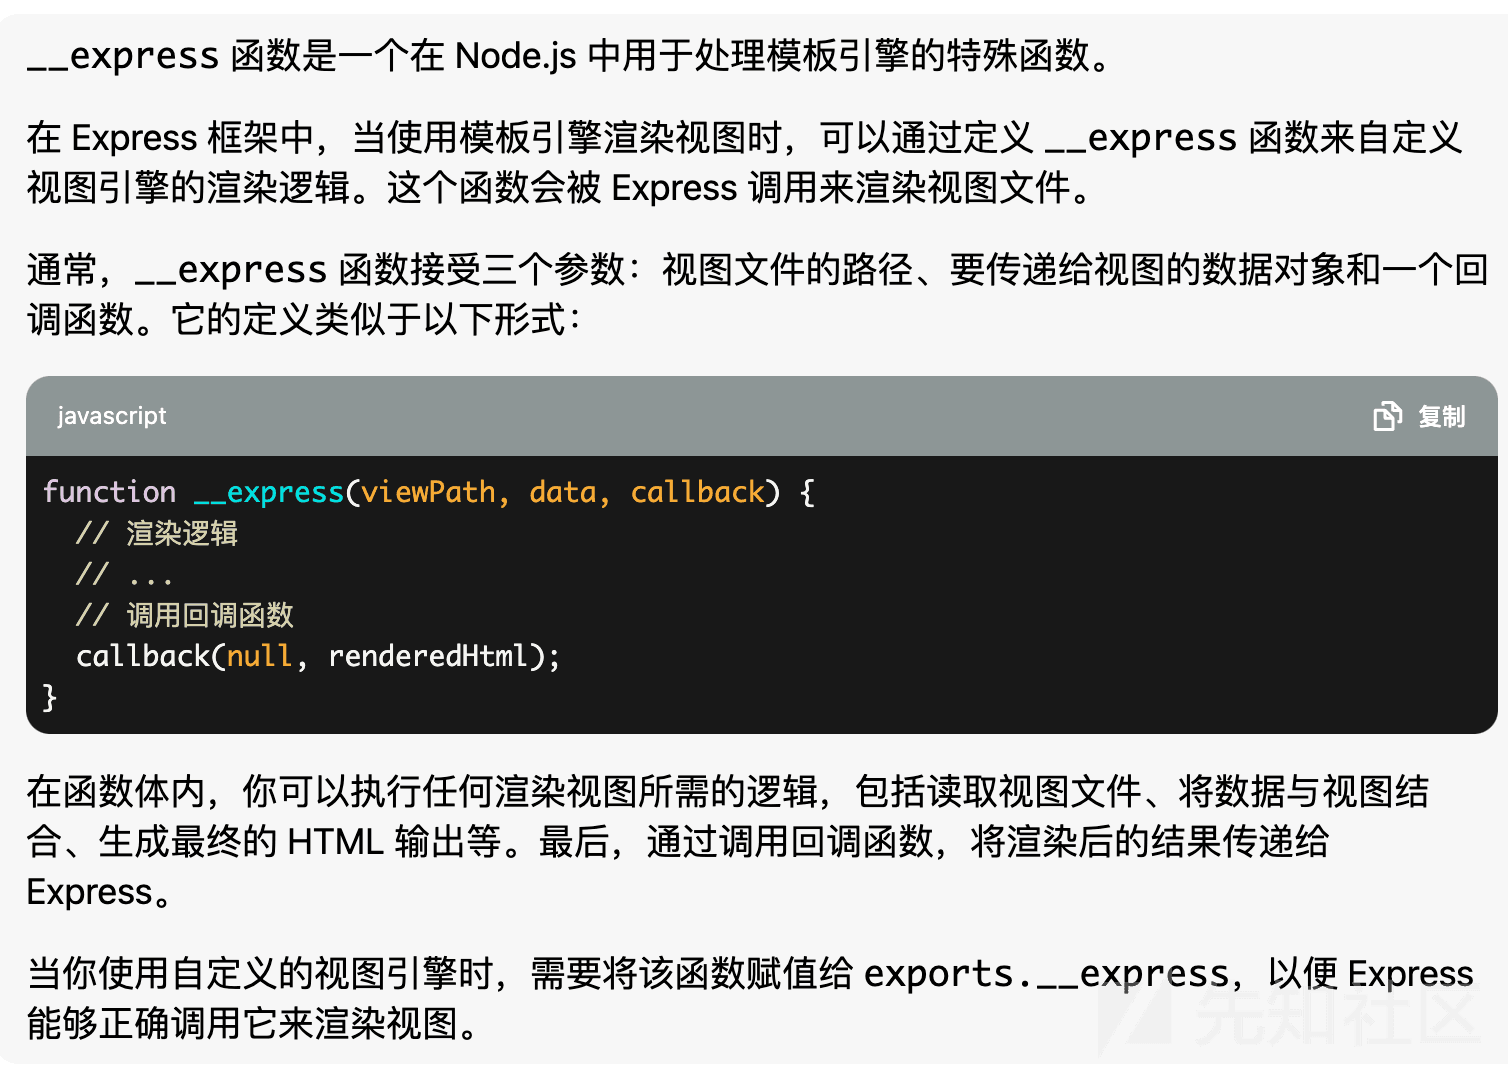 __express 函数是一个在 Node.js 中用于处理模板引擎的特殊函数。
在 Express 框架中，当使用模板引擎渲染视图时，可以通过定义 __express 函数来自定义
视图引擎的渲染逻辑。这个函数会被 Express 调用来渲染视图文件。
通常，__express 函数接受三个参数：视图文件的路径、要传递给视图的数据对象和一个回
调函数。它的定义类似于以下形式：
javascript 复制
function __express(viewPath, data, callback) {
  // 渲染逻辑
  // ...
  // 调用回调函数
  callback(null, renderedHtml);
}
在函数体内，你可以执行任何渲染视图所需的逻辑，包括读取视图文件、将数据与视图结
合、生成最终的 HTML 输出等。最后，通过调用回调函数，将渲染后的结果传递给
Express。
当你使用自定义的视图引擎时，需要将该函数赋值给 exports.__express，以便 Express
能够正确调用它来渲染视图。
先知社区